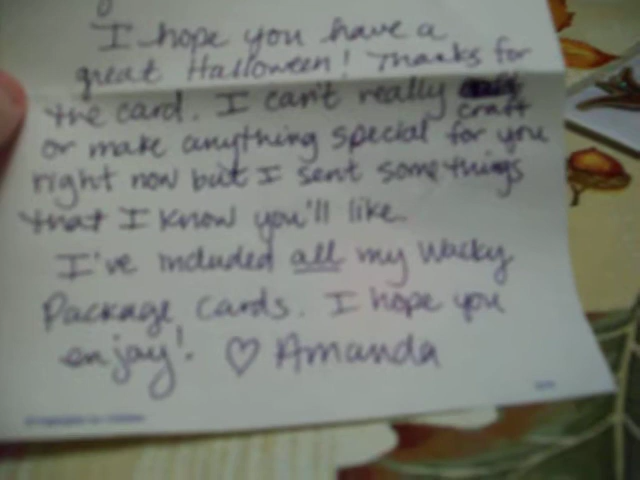 I hope you have a
great Halloween! Thanks for
the card. I can't really craft
or make anything special for you
right now but I sent some things
that I know you'll like.
I've included all my Wacky
Package cards. I hope you
enjoy! ♡ Amanda